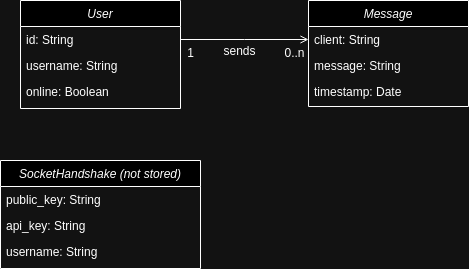 User
id: String
username: String
online: Boolean
1
sends
0..n
Message
client: String
message: String
timestamp: Date
SocketHandshake (not stored)
public_key: String
api_key: String
username: String